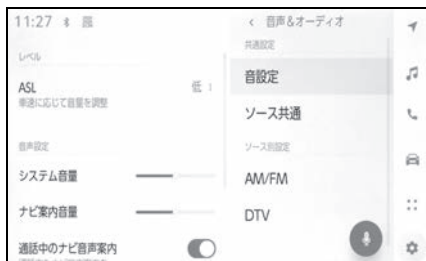 11:27
レベル
ASL
低
車速に応じて音量を調整
音声設定
システム音量
ナビ案内音量
通話中のナビ音声案内
音声&オーディオ
共通設定
音設定
ソース共通
ソース別設定
AM/FM
DTV